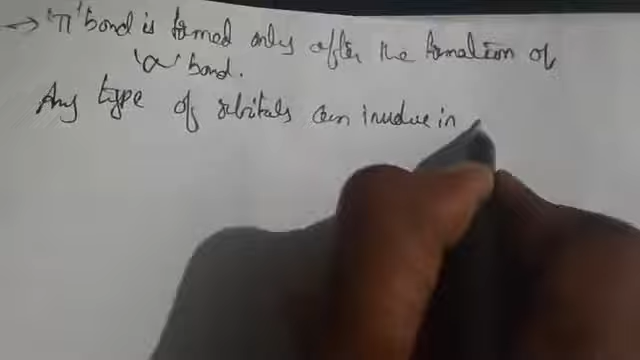 → 'π' bond is formed only after the formation of
'σ' bond.
Any type of orbitals can involve in